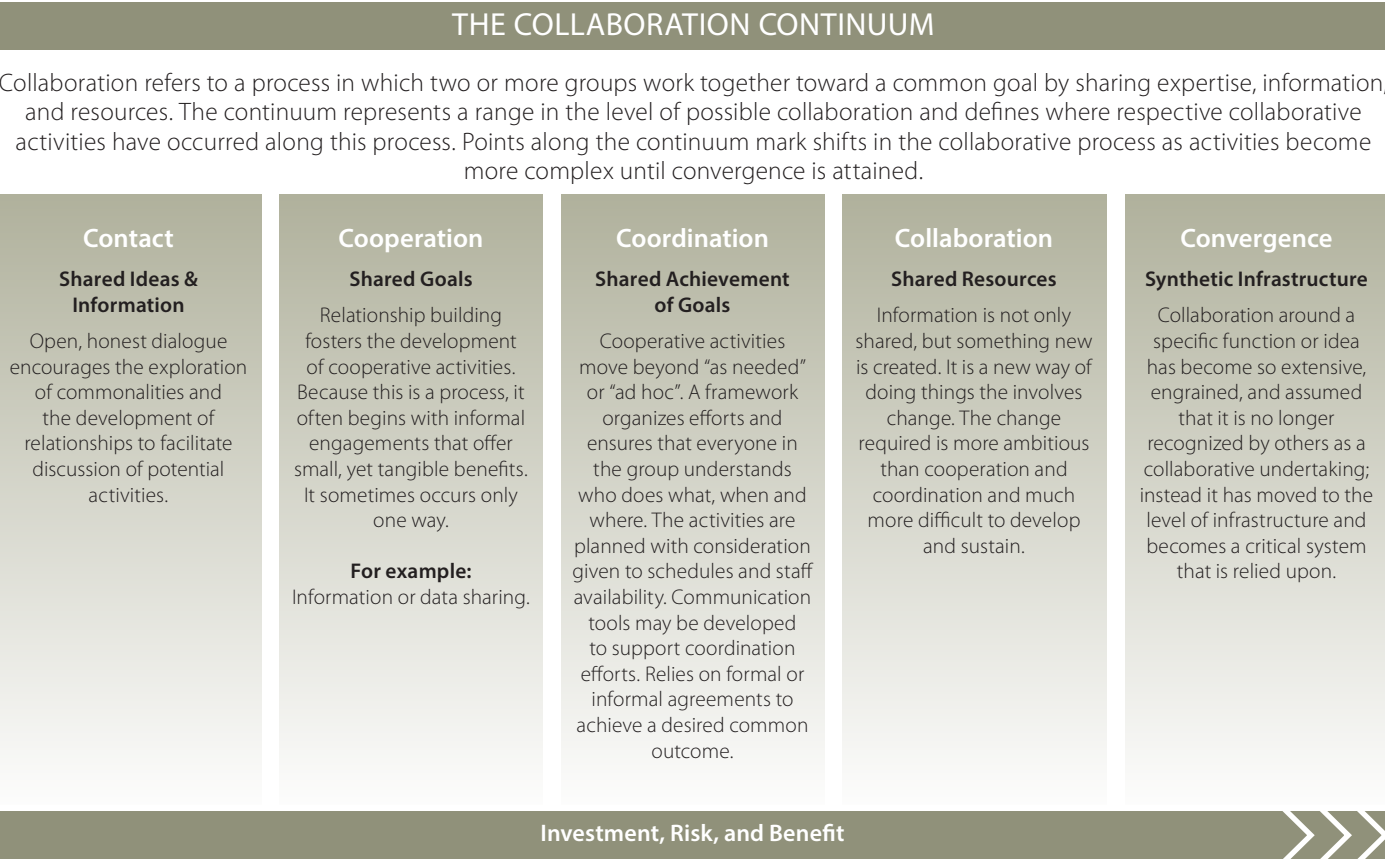 THE COLLABORATION CONTINUUM
Collaboration refers to a process in which two or more groups work together toward a common goal by sharing expertise, information,
and resources. The continuum represents a range in the level of possible collaboration and defines where respective collaborative
activities have occurred along this process. Points along the continuum mark shifts in the collaborative process as activities become
more complex until convergence is attained.
Contact
Shared Ideas &
Information
Open, honest dialogue
encourages the exploration
of commonalities and
the development of
relationships to facilitate
discussion of potential
activities.
Cooperation
Shared Goals
Relationship building
fosters the development
of cooperative activities.
Because this is a process, it
often begins with informal
engagements that offer
small, yet tangible benefits.
It sometimes occurs only
one way.
For example:
Information or data sharing.
Coordination
Shared Achievement
of Goals
Cooperative activities
move beyond “as needed”
or “ad hoc”. A framework
organizes efforts and
ensures that everyone in
the group understands
who does what, when and
where. The activities are
planned with consideration
given to schedules and staff
availability. Communication
tools may be developed
to support coordination
efforts. Relies on formal or
informal agreements to
achieve a desired common
outcome.
Collaboration
Shared Resources
Information is not only
shared, but something new
is created. It is a new way of
doing things the involves
change. The change
required is more ambitious
than cooperation and
coordination and much
more difficult to develop
and sustain.
Convergence
Synthetic Infrastructure
Collaboration around a
specific function or idea
has become so extensive,
engrained, and assumed
that it is no longer
recognized by others as a
collaborative undertaking;
instead it has moved to the
level of infrastructure and
becomes a critical system
that is relied upon.
Investment, Risk, and Benefit